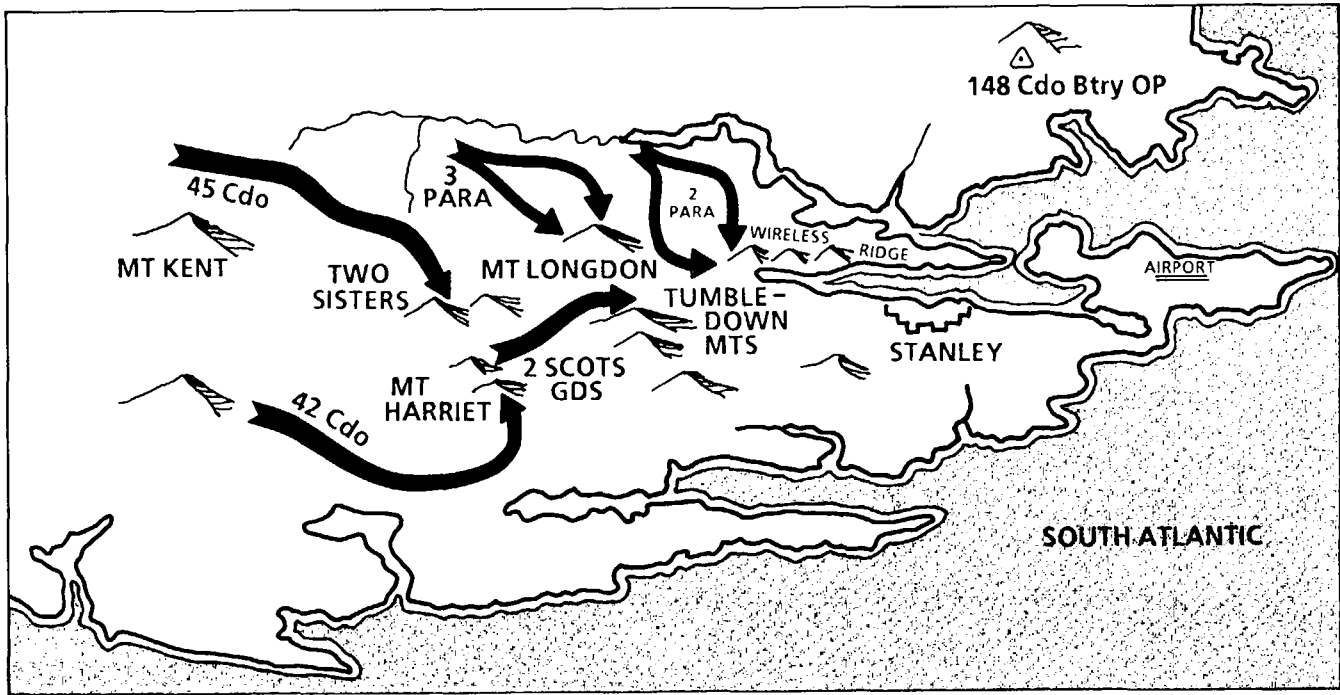 148 Cdo Btry OP
45 Cdo
3
PARA
2
PARA
WIRELESS
RIDGE
AIRPORT
MT KENT
TWO
SISTERS
MT LONGDON
TUMBLE-
DOWN
MTS
STANLEY
2 SCOTS
GDS
MT
HARRIET
42 Cdo
SOUTH ATLANTIC